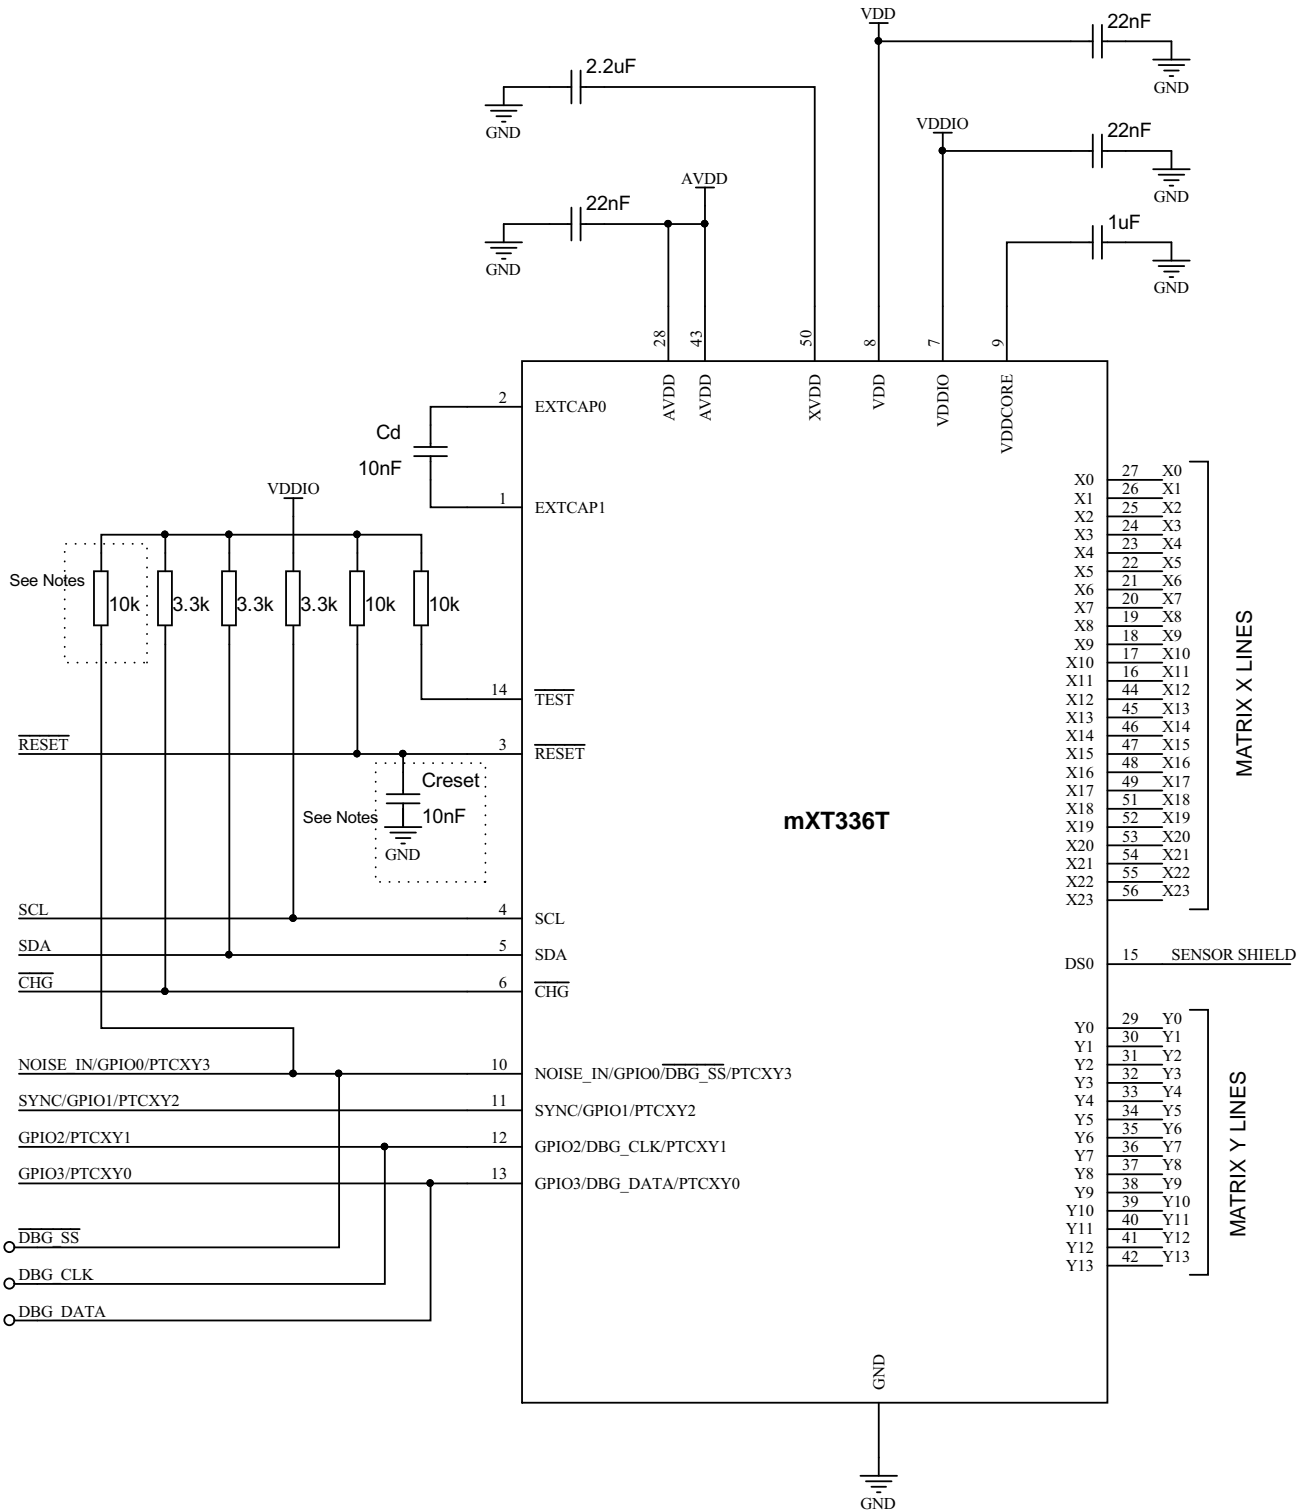 VDD
22nF
GND
2.2uF
GND
VDDIO
22nF
GND
AVDD
22nF
GND
1uF
GND
28
43
50
8
7
9
AVDD
AVDD
XVDD
VDD
VDDIO
VDDCORE
2 EXTCAP0
Cd
10nF
1 EXTCAP1
VDDIO
See Notes
10k
3.3k
3.3k
3.3k
10k
10k
14 TEST
RESET 3 RESET
Creset
See Notes
10nF
GND
mXT336T
SCL 4 SCL
SDA 5 SDA
CHG 6 CHG
NOISE_IN/GPIO0/PTCXY3 10 NOISE_IN/GPIO0/DBG_SS/PTCXY3
SYNC/GPIO1/PTCXY2 11 SYNC/GPIO1/PTCXY2
GPIO2/PTCXY1 12 GPIO2/DBG_CLK/PTCXY1
GPIO3/PTCXY0 13 GPIO3/DBG_DATA/PTCXY0
DBG_SS
DBG_CLK
DBG_DATA
X0 27 X0
X1 26 X1
X2 25 X2
X3 24 X3
X4 23 X4
X5 22 X5
X6 21 X6
X7 20 X7
X8 19 X8
X9 18 X9
X10 17 X10
X11 16 X11
X12 44 X12
X13 45 X13
X14 46 X14
X15 47 X15
X16 48 X16
X17 49 X17
X18 51 X18
X19 52 X19
X20 53 X20
X21 54 X21
X22 55 X22
X23 56 X23
MATRIX X LINES
DS0 15 SENSOR SHIELD
Y0 29 Y0
Y1 30 Y1
Y2 31 Y2
Y3 32 Y3
Y4 33 Y4
Y5 34 Y5
Y6 35 Y6
Y7 36 Y7
Y8 37 Y8
Y9 38 Y9
Y10 39 Y10
Y11 40 Y11
Y12 41 Y12
Y13 42 Y13
MATRIX Y LINES
GND
GND